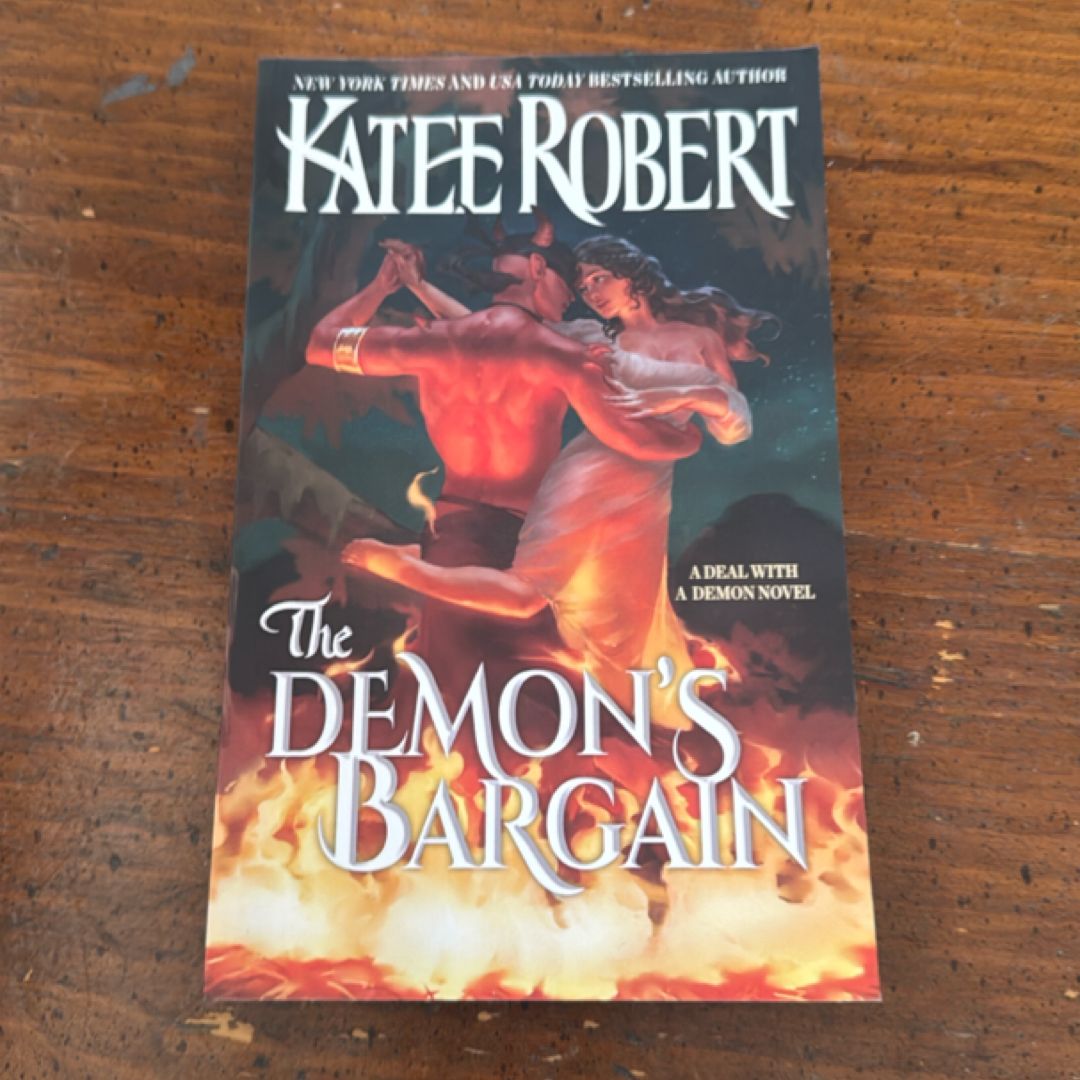 NEW YORK TIMES AND USA TODAY BESTSELLING AUTHOR
KATEE ROBERT
A DEAL WITH
A DEMON NOVEL
The
DEMON'S
BARGAIN